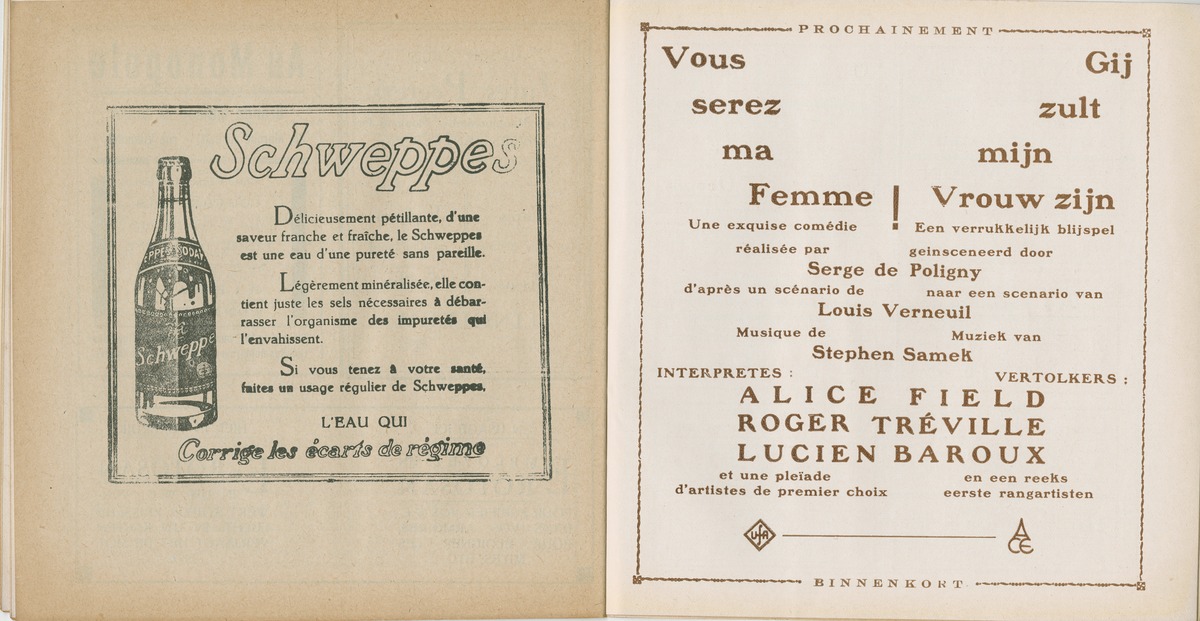 Schweppes
Délicieusement pétillante, d'une
saveur franche et fraîche, le Schweppes
est une eau d'une pureté sans pareille.
Légèrement minéralisée, elle con-
tient juste les sels nécessaires à débar-
rasser l'organisme des impuretés qui
l'envahissent.
Si vous tenez à votre santé,
faites un usage régulier de Schweppes,
L'EAU QUI
Corrige les écarts de régime
PPES SODA
Schweppe
PROCHAINEMENT
Vous Gij
serez zult
ma mijn
Femme ! Vrouw zijn
Une exquise comédie Een verrukkelijk blijspel
réalisée par geinsceneerd door
Serge de Poligny
d'après un scénario de naar een scenario van
Louis Verneuil
Musique de Muziek van
Stephen Samek
INTERPRETES : VERTOLKERS :
ALICE FIELD
ROGER TRÉVILLE
LUCIEN BAROUX
et une pleïade en een reeks
d'artistes de premier choix eerste rangartisten
UFA ACE
BINNENKORT